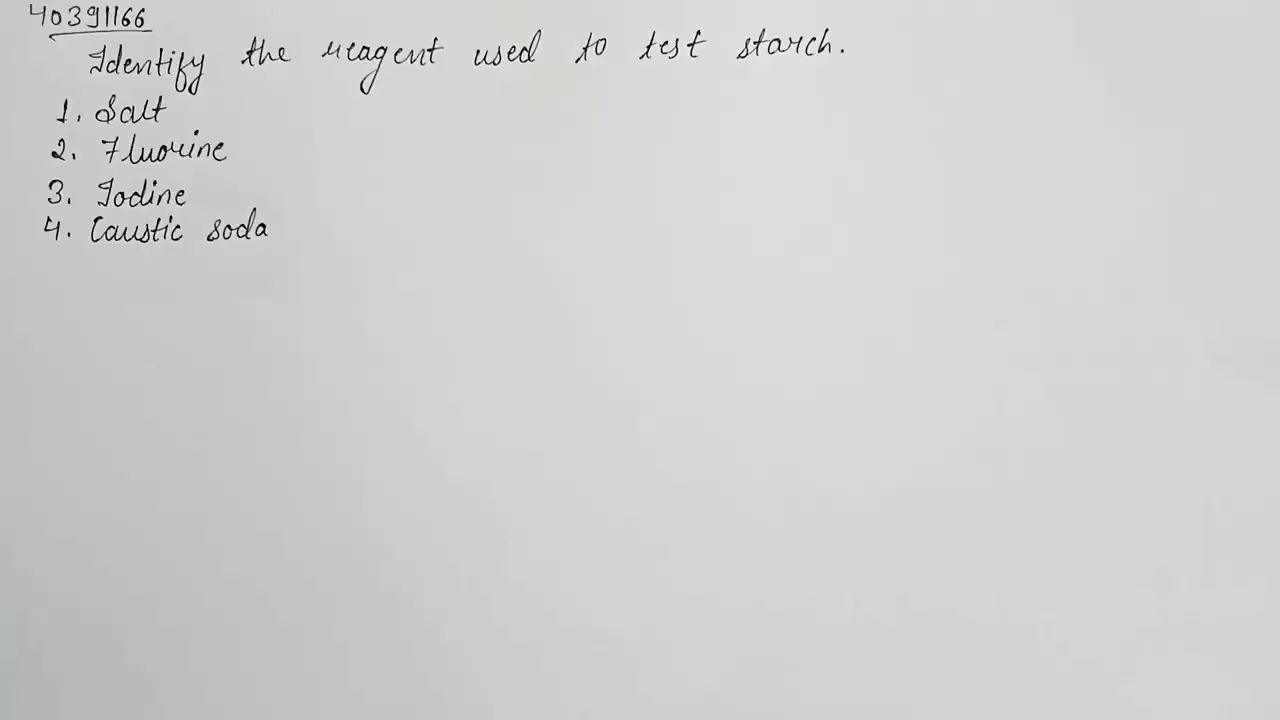 40391166
Identify the reagent used to test starch.
1. Salt
2. Fluorine
3. Iodine
4. Caustic soda